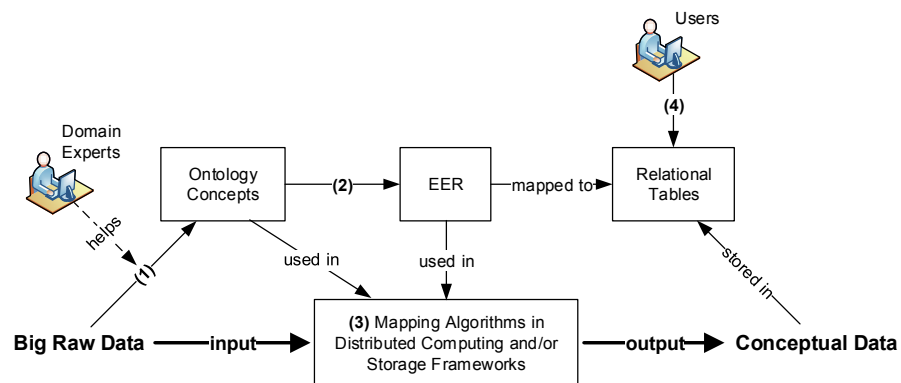 Users
(4)
Domain
Experts
helps
(1)
Ontology
Concepts
(2)
EER
mapped to
Relational
Tables
used in
used in
stored in
Big Raw Data
input
(3) Mapping Algorithms in
Distributed Computing and/or
Storage Frameworks
output
Conceptual Data